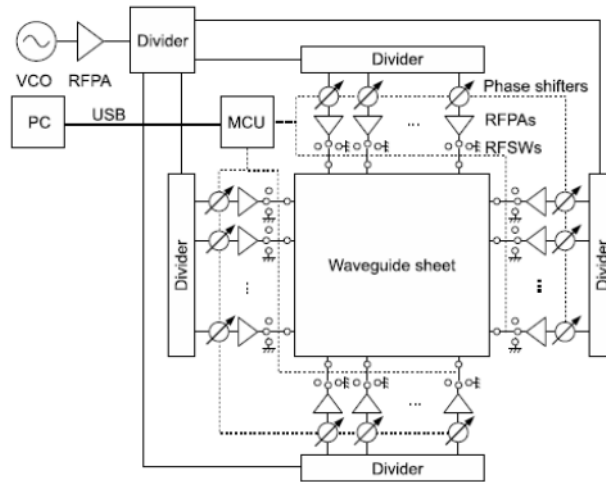 Divider
Divider
VCO RFPA
Phase shifters
PC
USB
MCU
RFPAs
...
RFSWs
Divider
Waveguide sheet
Divider
...
...
...
Divider